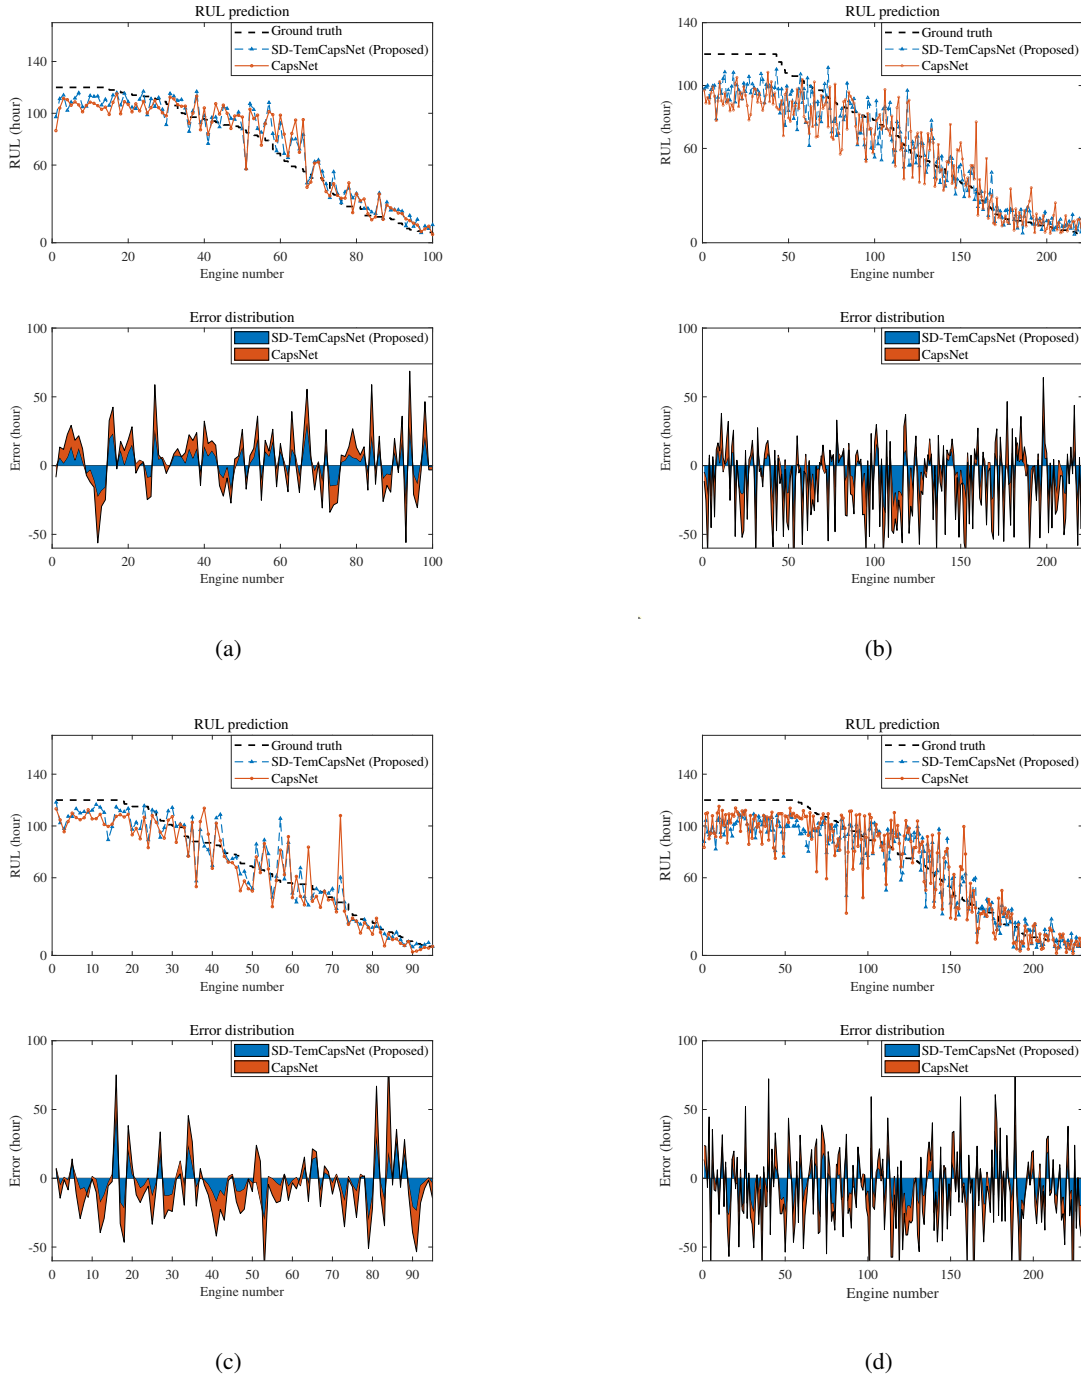 RUL prediction
140
100
60
0
RUL (hour)
Ground truth
SD-TemCapsNet (Proposed)
CapsNet
0 20 40 60 80 100
Engine number
Error distribution
100
50
0
-50
Error (hour)
SD-TemCapsNet (Proposed)
CapsNet
0 20 40 60 80 100
Engine number
(a)
RUL prediction
140
100
60
0
RUL (hour)
Ground truth
SD-TemCapsNet (Proposed)
CapsNet
0 50 100 150 200
Engine number
Error distribution
100
50
0
-50
Error (hour)
SD-TemCapsNet (Proposed)
CapsNet
0 50 100 150 200
Engine number
(b)
RUL prediction
140
100
60
0
RUL (hour)
Ground truth
SD-TemCapsNet (Proposed)
CapsNet
0 10 20 30 40 50 60 70 80 90
Engine number
Error distribution
100
50
0
-50
Error (hour)
SD-TemCapsNet (Proposed)
CapsNet
0 10 20 30 40 50 60 70 80 90
Engine number
(c)
RUL prediction
140
100
60
0
RUL (hour)
Grond truth
SD-TemCapsNet (Proposed)
CapsNet
0 50 100 150 200
Engine number
Error distribution
100
50
0
-50
Error (hour)
SD-TemCapsNet (Proposed)
CapsNet
0 50 100 150 200
Engine number
(d)